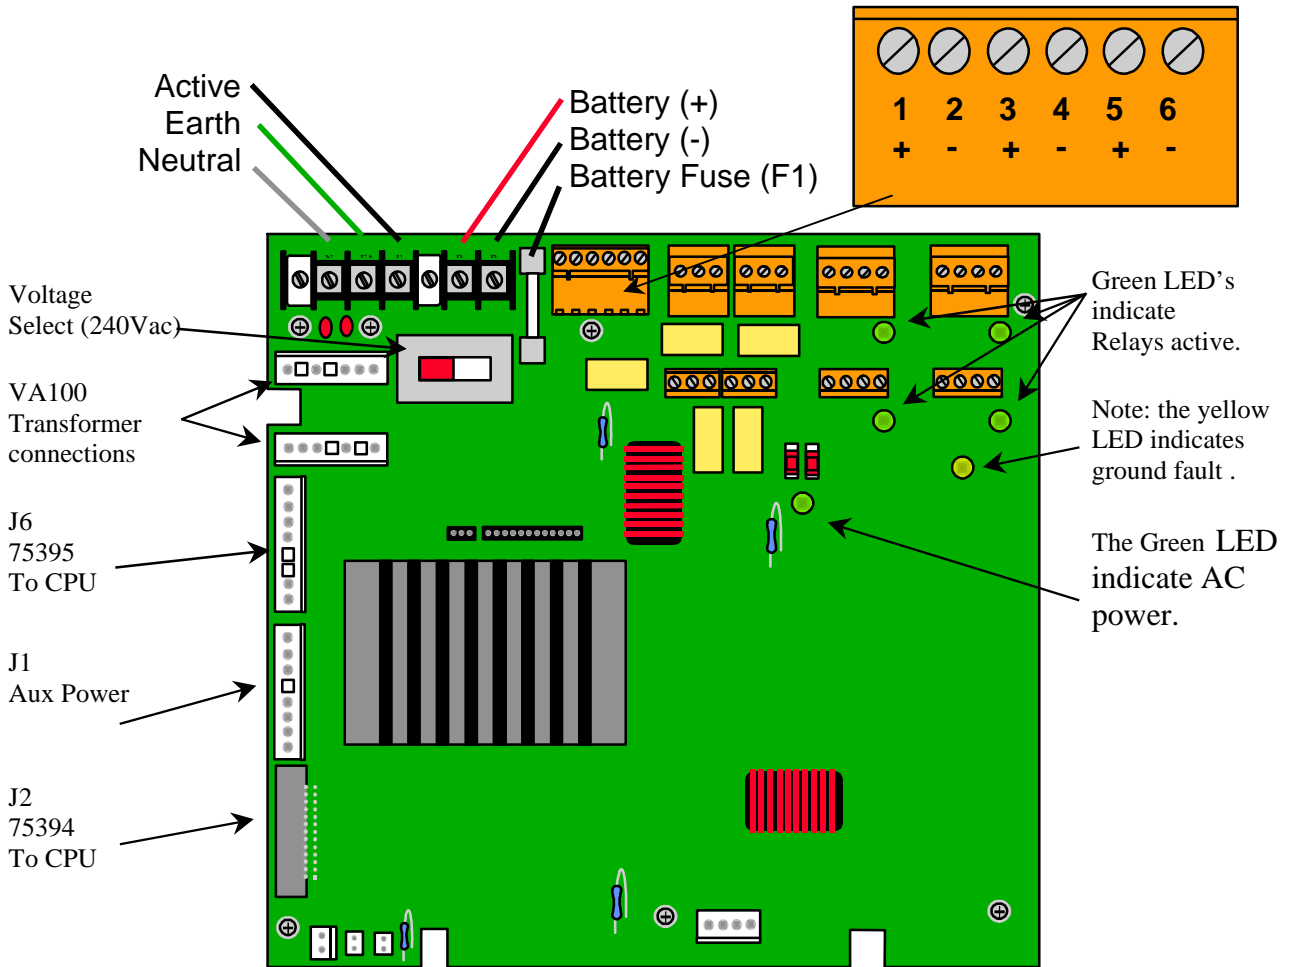 Active
Earth
Neutral
Battery (+)
Battery (-)
Battery Fuse (F1)
1 2 3 4 5 6
+ - + - + -
Voltage
Select (240Vac)
VA100
Transformer
connections
J6
75395
To CPU
J1
Aux Power
J2
75394
To CPU
Green LED's
indicate
Relays active.
Note: the yellow
LED indicates
ground fault .
The Green LED
indicate AC
power.